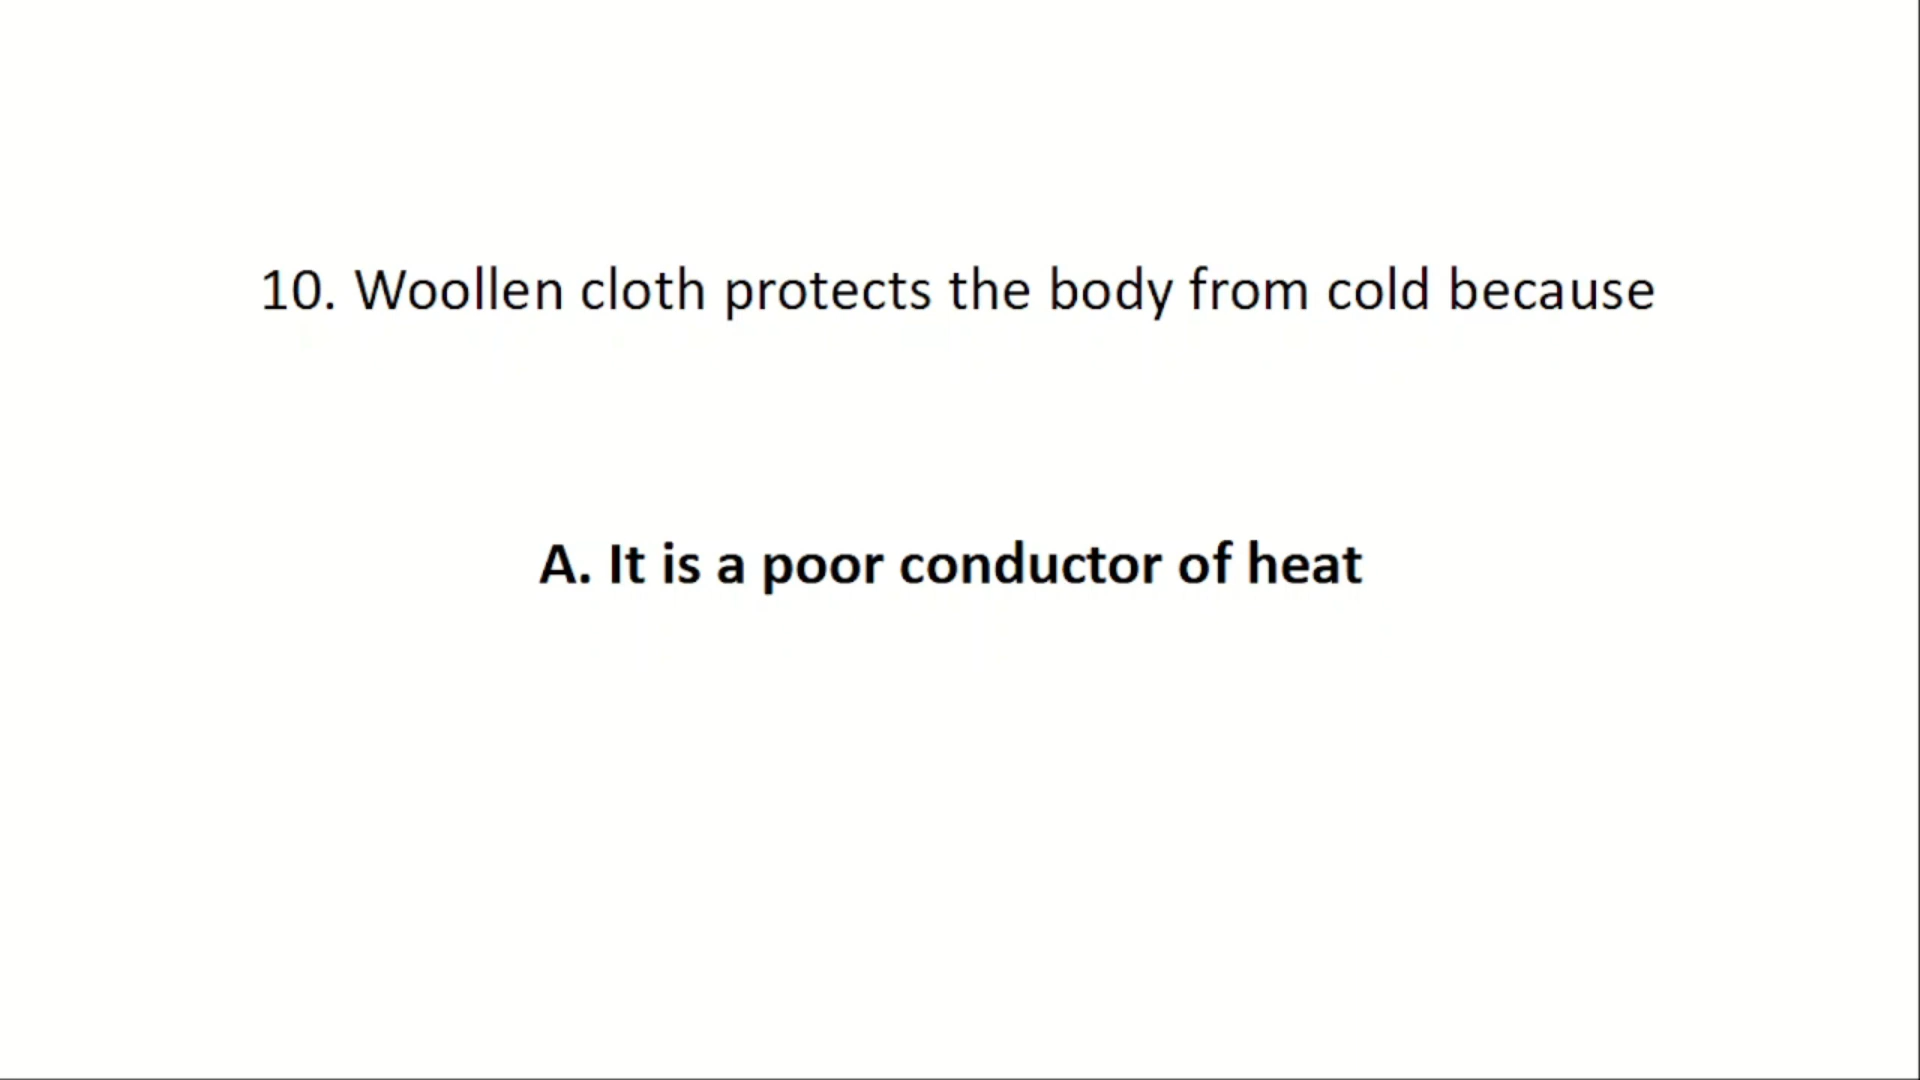 10. Woollen cloth protects the body from cold because
A. It is a poor conductor of heat